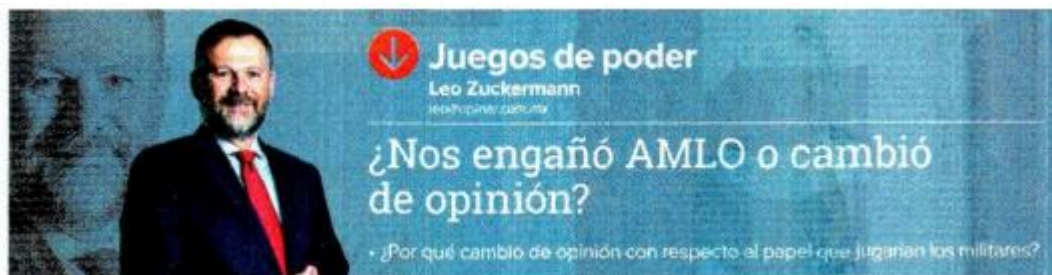 Juegos de poder
Leo Zuckermann
¿Nos engañó AMLO o cambió
de opinión?
• ¿Por qué cambio de opinión con respecto al papel que jugarían los militares?